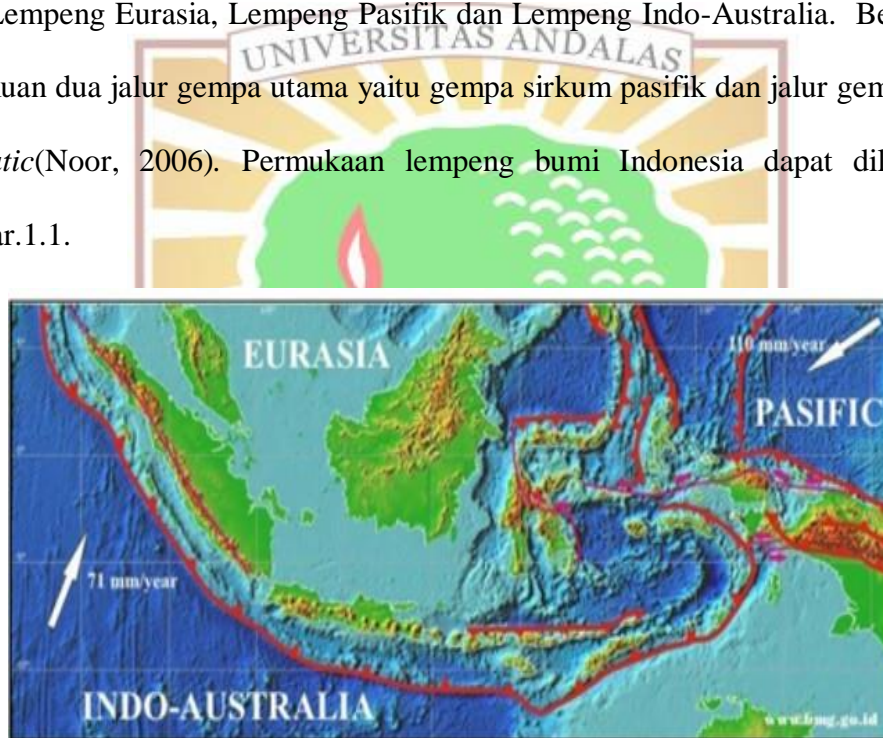 Lempeng Eurasia, Lempeng Pasifik dan Lempeng Indo-Australia. Be
UNIVERSITAS ANDALAS
uan dua jalur gempa utama yaitu gempa sirkum pasifik dan jalur gem
tic(Noor, 2006). Permukaan lempeng bumi Indonesia dapat dil
ar.1.1.
EURASIA
110 mm/year
PASIFIC
71 mm/year
INDO-AUSTRALIA
www.bmg.go.id